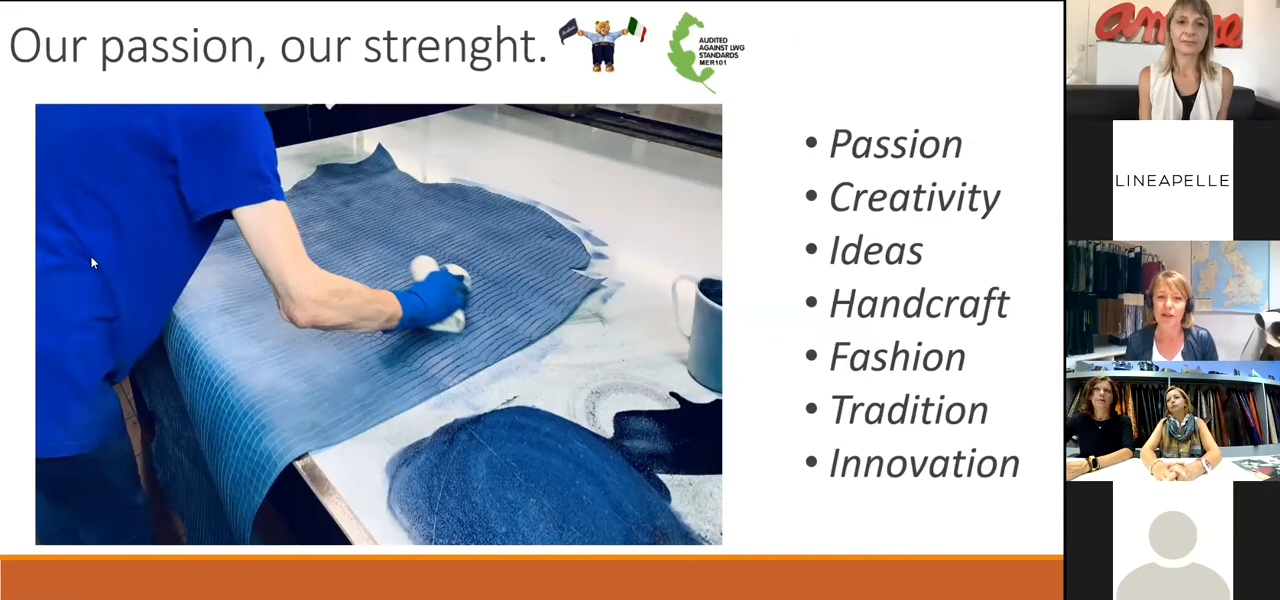 Our passion, our strenght.
AUDITED
AGAINST LWG
STANDARDS
MER101
• Passion
• Creativity
• Ideas
• Handcraft
• Fashion
• Tradition
• Innovation
LINEAPELLE